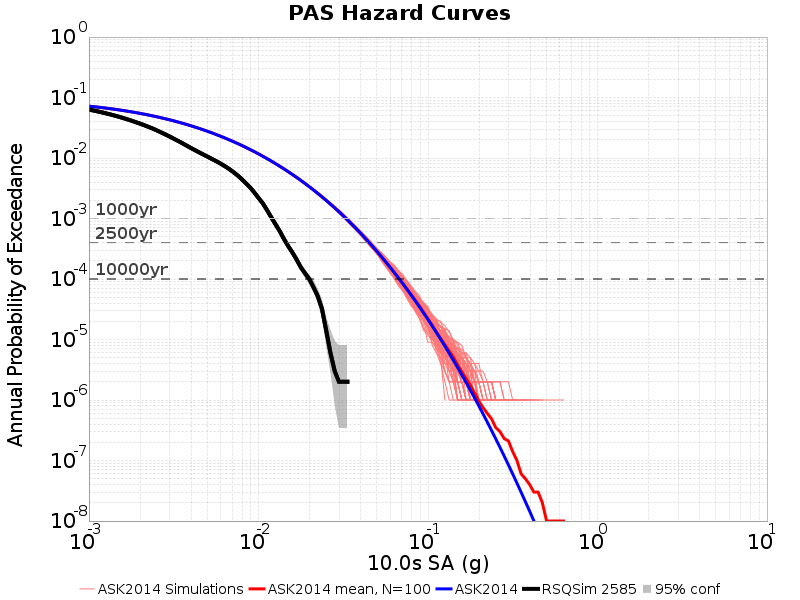 PAS Hazard Curves
10^0
10^-1
10^-2
10^-3
10^-4
10^-5
10^-6
10^-7
10^-8
Annual Probability of Exceedance
1000yr
2500yr
10000yr
10^-3 10^-2 10^-1 10^0 10^1
10.0s SA (g)
ASK2014 Simulations ASK2014 mean, N=100 ASK2014 RSQSim 2585 95% conf